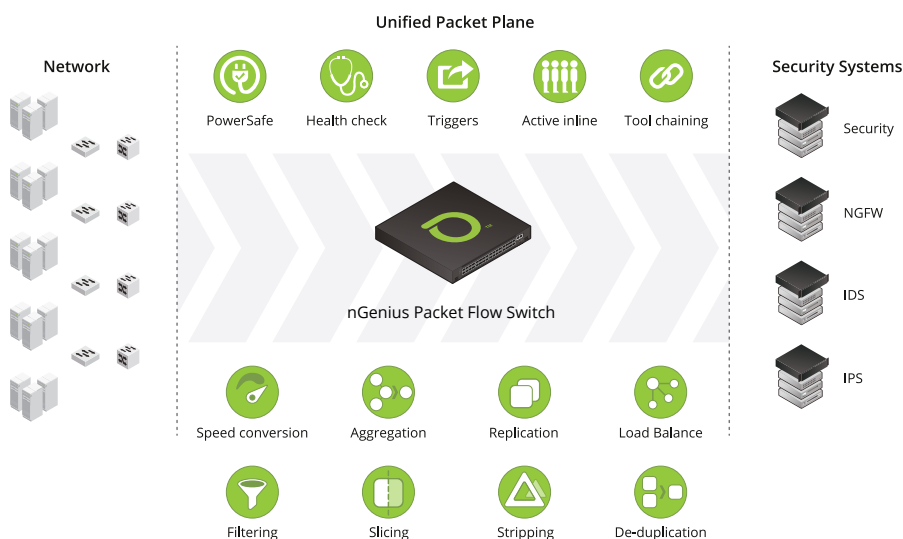 Unified Packet Plane
Network
Security Systems
PowerSafe
Health check
Triggers
Active inline
Tool chaining
Security
NGFW
nGenius Packet Flow Switch
IDS
IPS
Speed conversion
Aggregation
Replication
Load Balance
Filtering
Slicing
Stripping
De-duplication